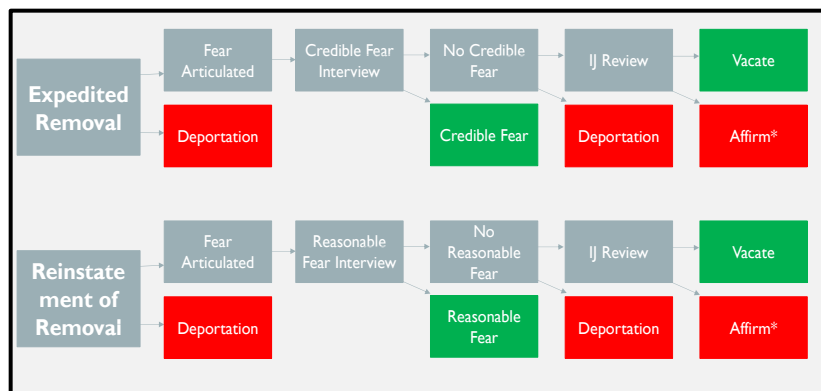 Fear
Articulated
Credible Fear
Interview
No Credible
Fear
IJ Review
Vacate
Expedited
Removal
Deportation
Credible Fear
Deportation
Affirm*
Fear
Articulated
Reasonable
Fear Interview
No
Reasonable
Fear
IJ Review
Vacate
Reinstate
ment of
Removal
Deportation
Reasonable
Fear
Deportation
Affirm*